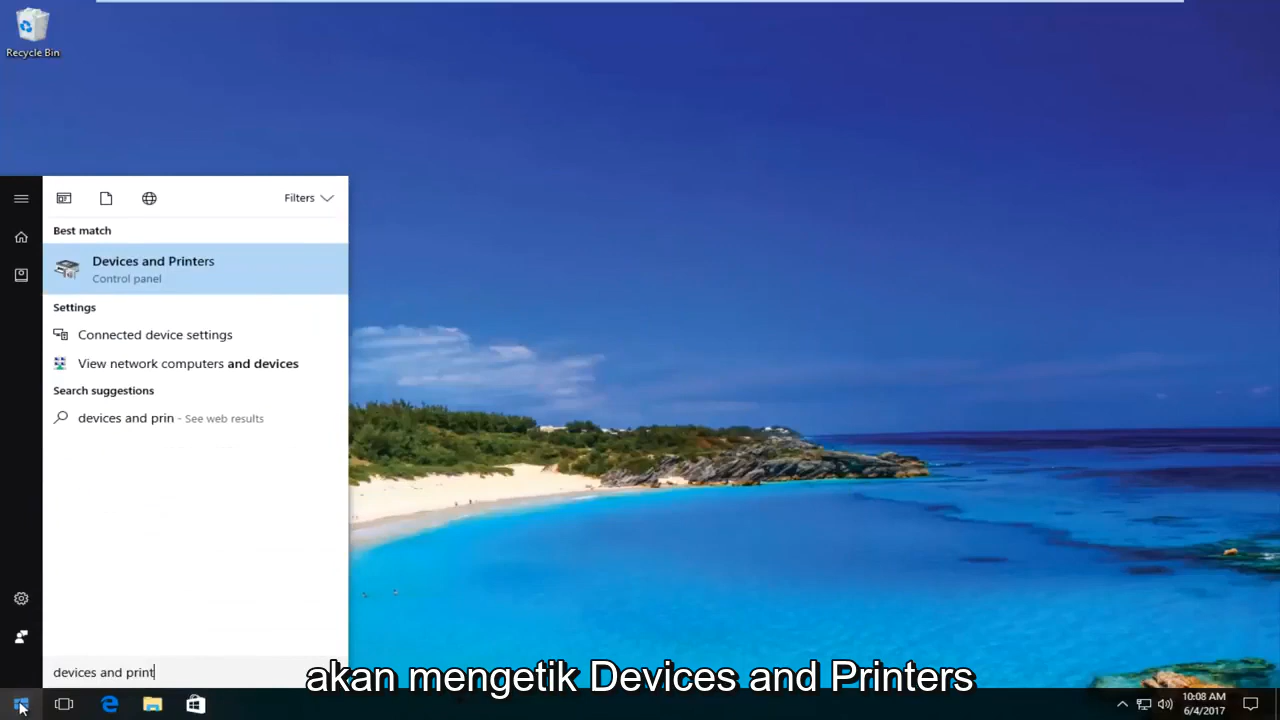 Recycle Bin
Filters
Best match
Devices and Printers
Control panel
Settings
Connected device settings
View network computers and devices
Search suggestions
devices and prin - See web results
devices and print
akan mengetik Devices and Printers
10:08 AM
6/4/2017